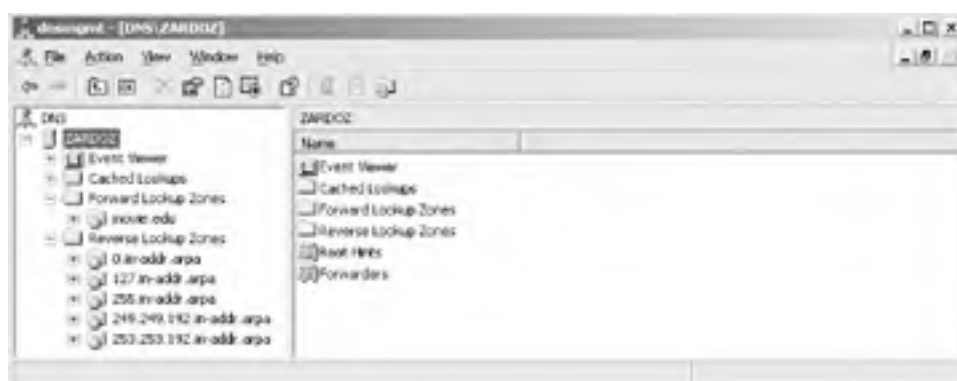 dnsmgmt - [DNS\ZARDOZ]
File Action View Window Help
DNS
ZARDOZ
Event Viewer
Cached Lookups
Forward Lookup Zones
movie.edu
Reverse Lookup Zones
0.in-addr.arpa
127.in-addr.arpa
255.in-addr.arpa
249.249.192.in-addr.arpa
253.253.192.in-addr.arpa
ZARDOZ
Name
Event Viewer
Cached Lookups
Forward Lookup Zones
Reverse Lookup Zones
Root Hints
Forwarders